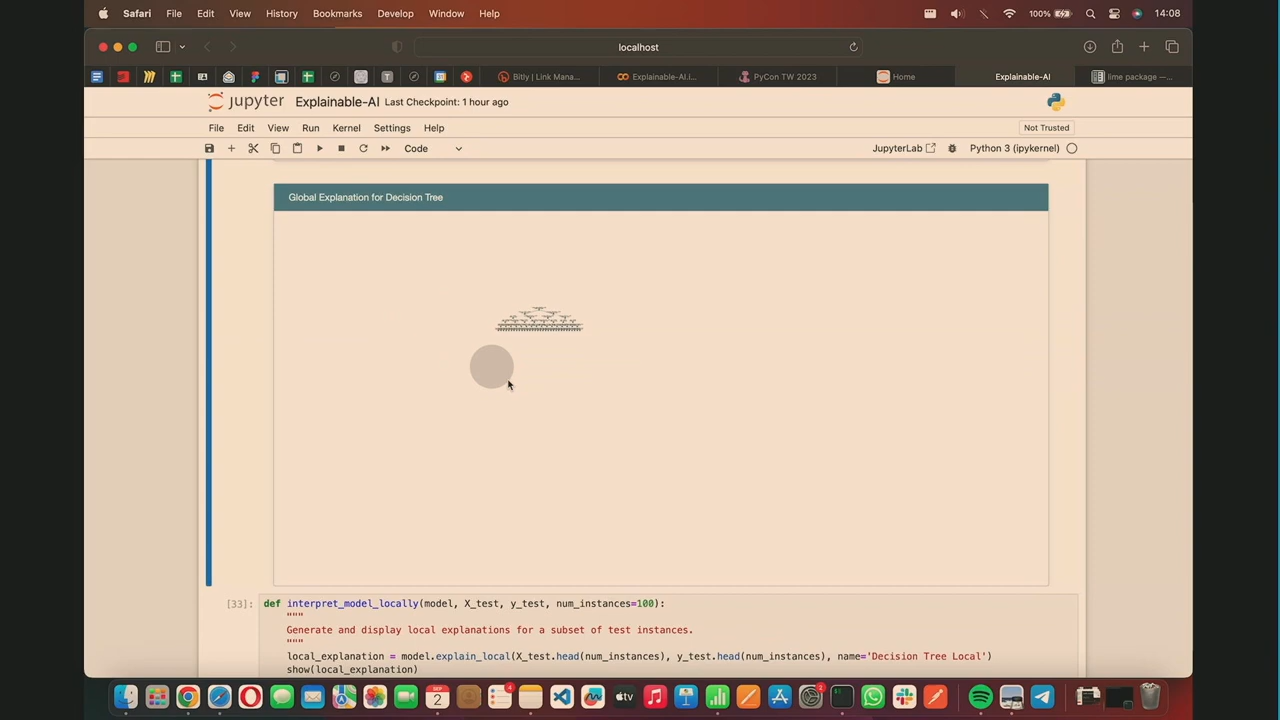 Safari File Edit View History Bookmarks Develop Window Help 100% 14:08
localhost
Bitly | Link Mana... Explainable-AI.i... PyCon TW 2023 Home Explainable-AI lime package —...
jupyter Explainable-AI Last Checkpoint: 1 hour ago
File Edit View Run Kernel Settings Help Not Trusted
Code JupyterLab Python 3 (ipykernel)
Global Explanation for Decision Tree
[33]: def interpret_model_locally(model, X_test, y_test, num_instances=100):
"""
Generate and display local explanations for a subset of test instances.
"""
local_explanation = model.explain_local(X_test.head(num_instances), y_test.head(num_instances), name='Decision Tree Local')
show(local_explanation)